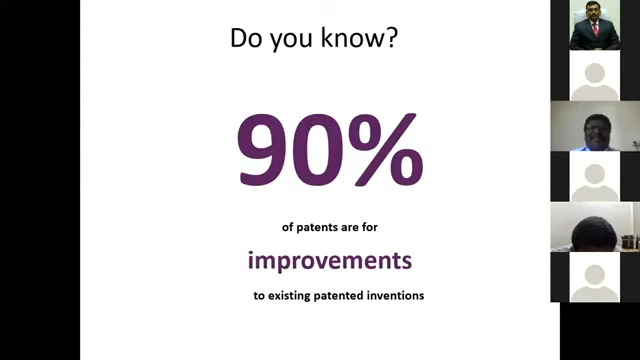 Do you know?
90%
of patents are for
improvements
to existing patented inventions